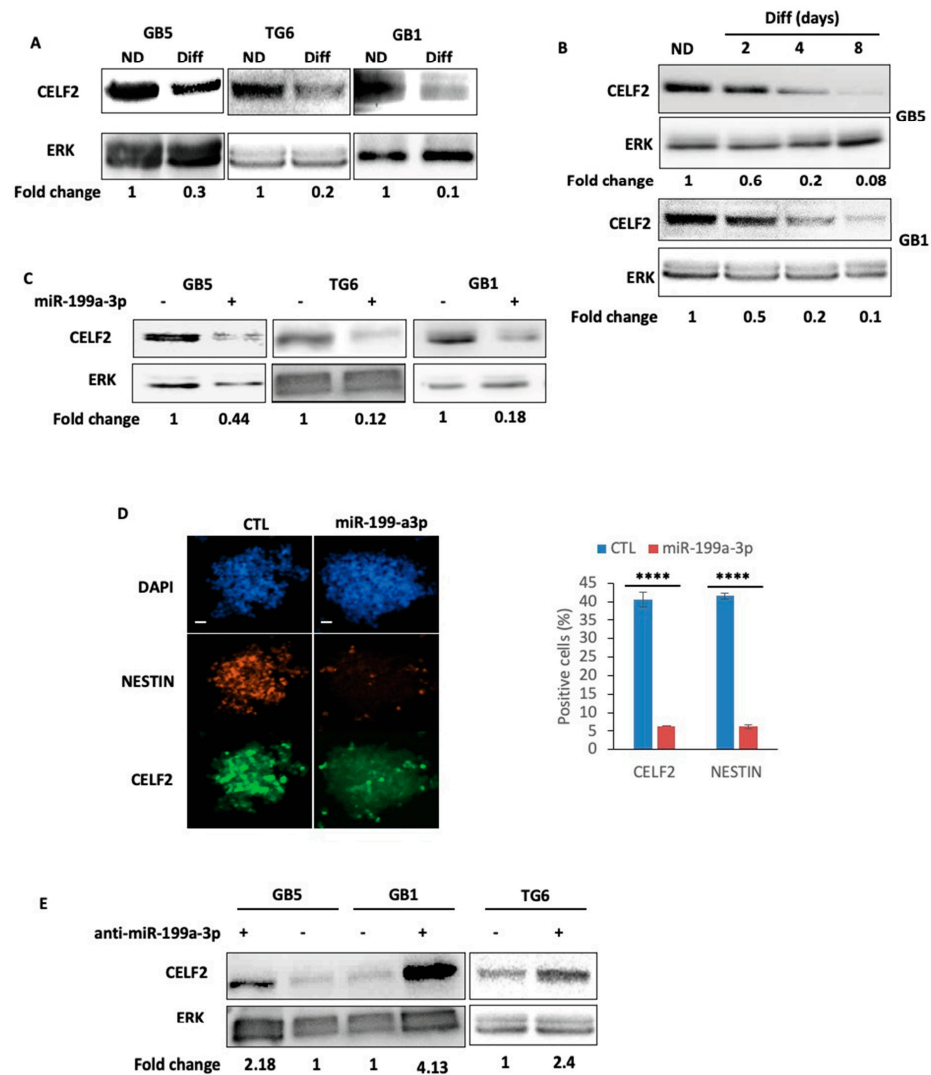 A
GB5 TG6 GB1
ND Diff ND Diff ND Diff
CELF2
ERK
Fold change 1 0.3 1 0.2 1 0.1
B
Diff (days)
ND 2 4 8
CELF2
GB5
ERK
Fold change 1 0.6 0.2 0.08
CELF2
GB1
ERK
Fold change 1 0.5 0.2 0.1
C
GB5 TG6 GB1
miR-199a-3p - + - + - +
CELF2
ERK
Fold change 1 0.44 1 0.12 1 0.18
D
CTL miR-199-a3p
DAPI
NESTIN
CELF2
CTL miR-199a-3p
**** ****
Positive cells (%)
45
40
35
30
25
20
15
10
5
0
CELF2 NESTIN
E
GB5 GB1 TG6
anti-miR-199a-3p + - - + - +
CELF2
ERK
Fold change 2.18 1 1 4.13 1 2.4